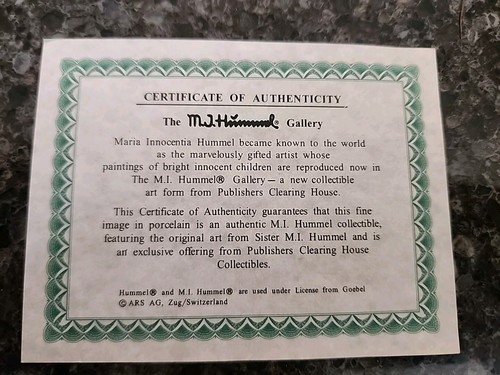 CERTIFICATE OF AUTHENTICITY
The M.I. Hummel® Gallery
Maria Innocentia Hummel became known to the world
as the marvelously gifted artist whose
paintings of bright innocent children are reproduced now in
The M.I. Hummel® Gallery — a new collectible
art form from Publishers Clearing House.
This Certificate of Authenticity guarantees that this fine
image in porcelain is an authentic M.I. Hummel collectible,
featuring the original art from Sister M.I. Hummel and is
an exclusive offering from Publishers Clearing House
Collectibles.
Hummel® and M.I. Hummel® are used under License from Goebel
© ARS AG, Zug/Switzerland